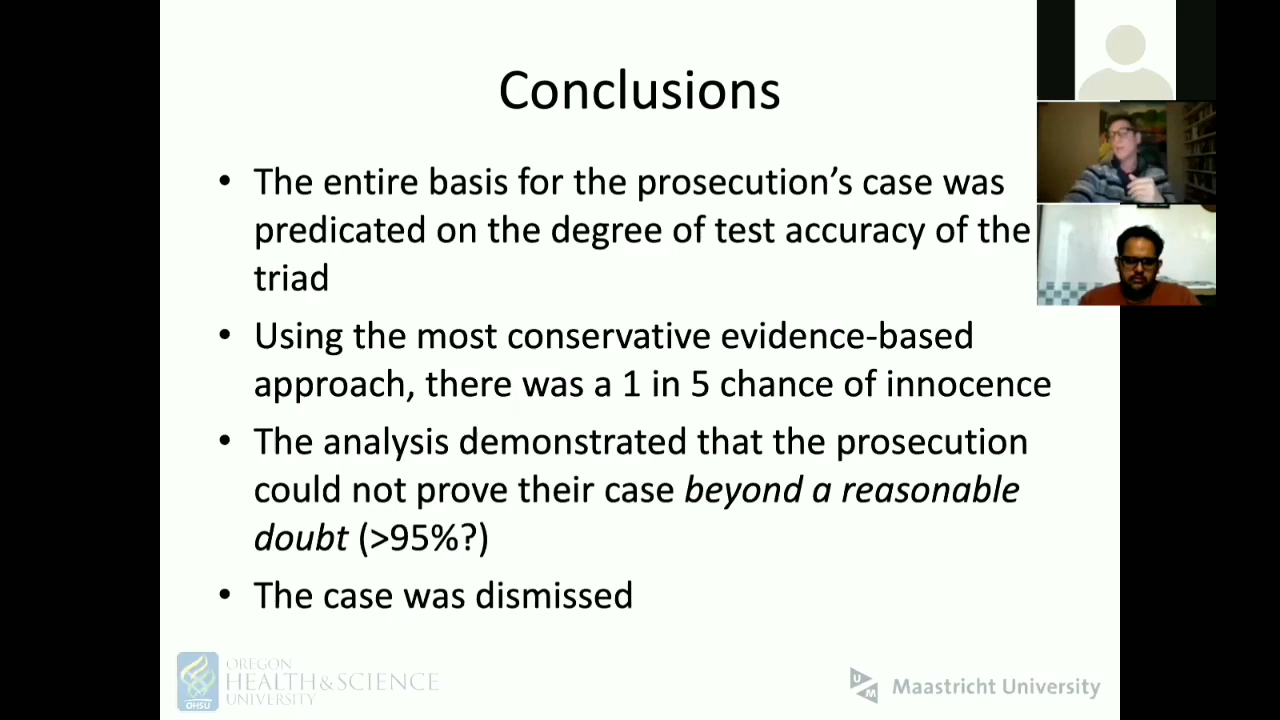 Conclusions
• The entire basis for the prosecution’s case was
predicated on the degree of test accuracy of the
triad
• Using the most conservative evidence-based
approach, there was a 1 in 5 chance of innocence
• The analysis demonstrated that the prosecution
could not prove their case beyond a reasonable
doubt (>95%?)
• The case was dismissed
OHSU
OREGON
HEALTH&SCIENCE
UNIVERSITY
U
M
Maastricht University